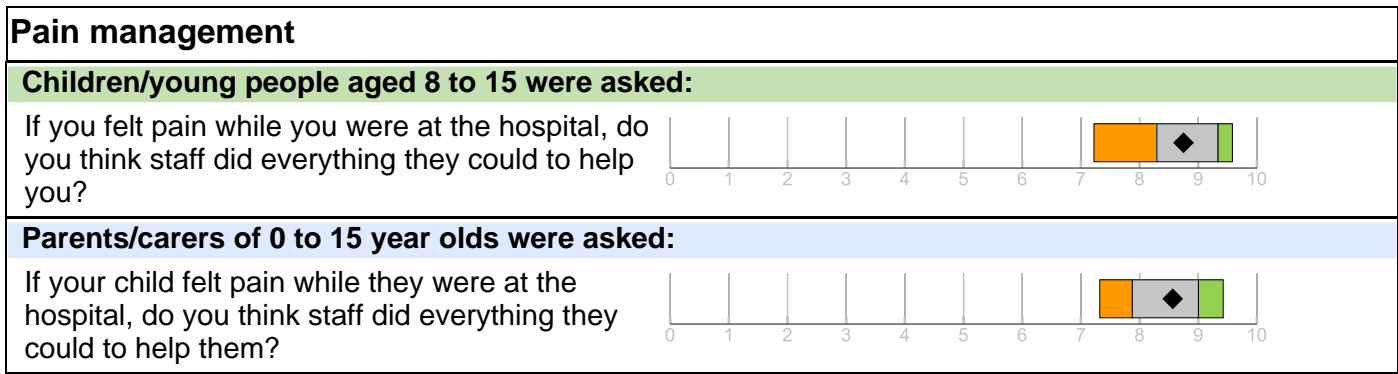 Pain management
Children/young people aged 8 to 15 were asked:
If you felt pain while you were at the hospital, do
you think staff did everything they could to help
you?
0 1 2 3 4 5 6 7 8 9 10
Parents/carers of 0 to 15 year olds were asked:
If your child felt pain while they were at the
hospital, do you think staff did everything they
could to help them?
0 1 2 3 4 5 6 7 8 9 10